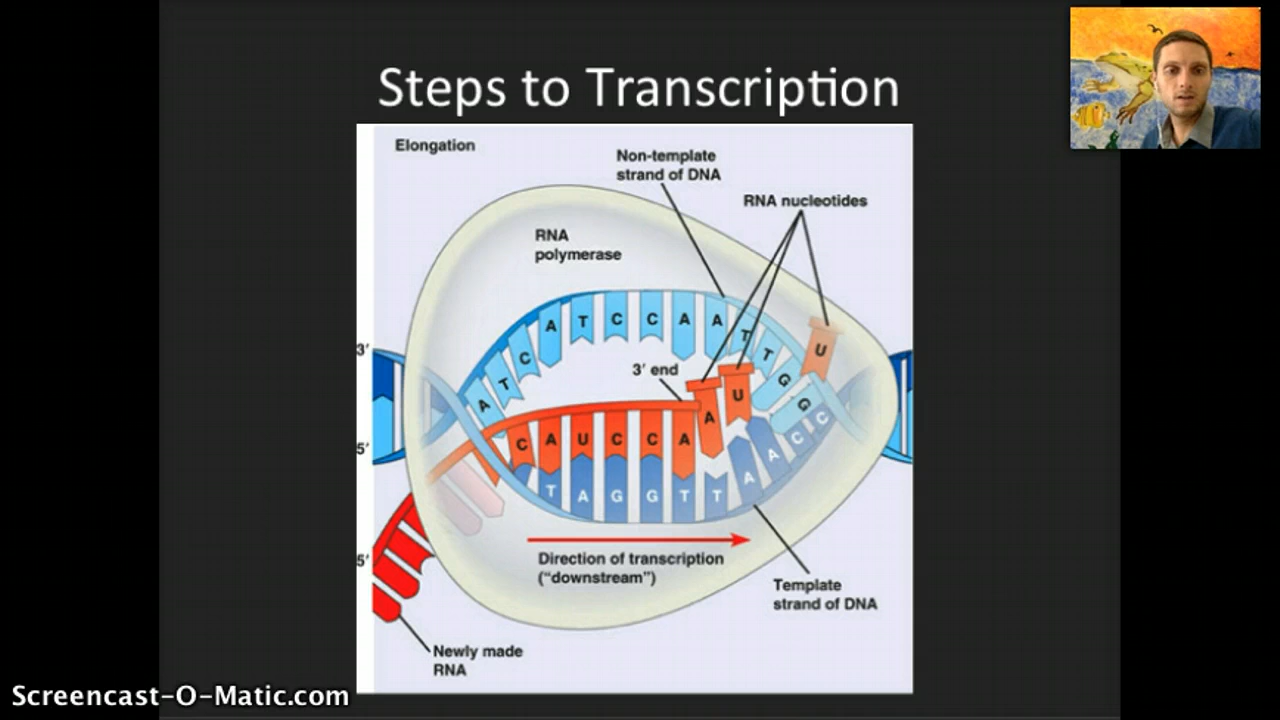 Steps to Transcription
Elongation
Non-template
strand of DNA
RNA nucleotides
RNA
polymerase
A T C A T C C A A T T G G
U
3′
3′ end
5′
C A U C C A A U
T A G G T T A A C C
Direction of transcription
("downstream")
5′
Template
strand of DNA
Newly made
RNA
Screencast-O-Matic.com